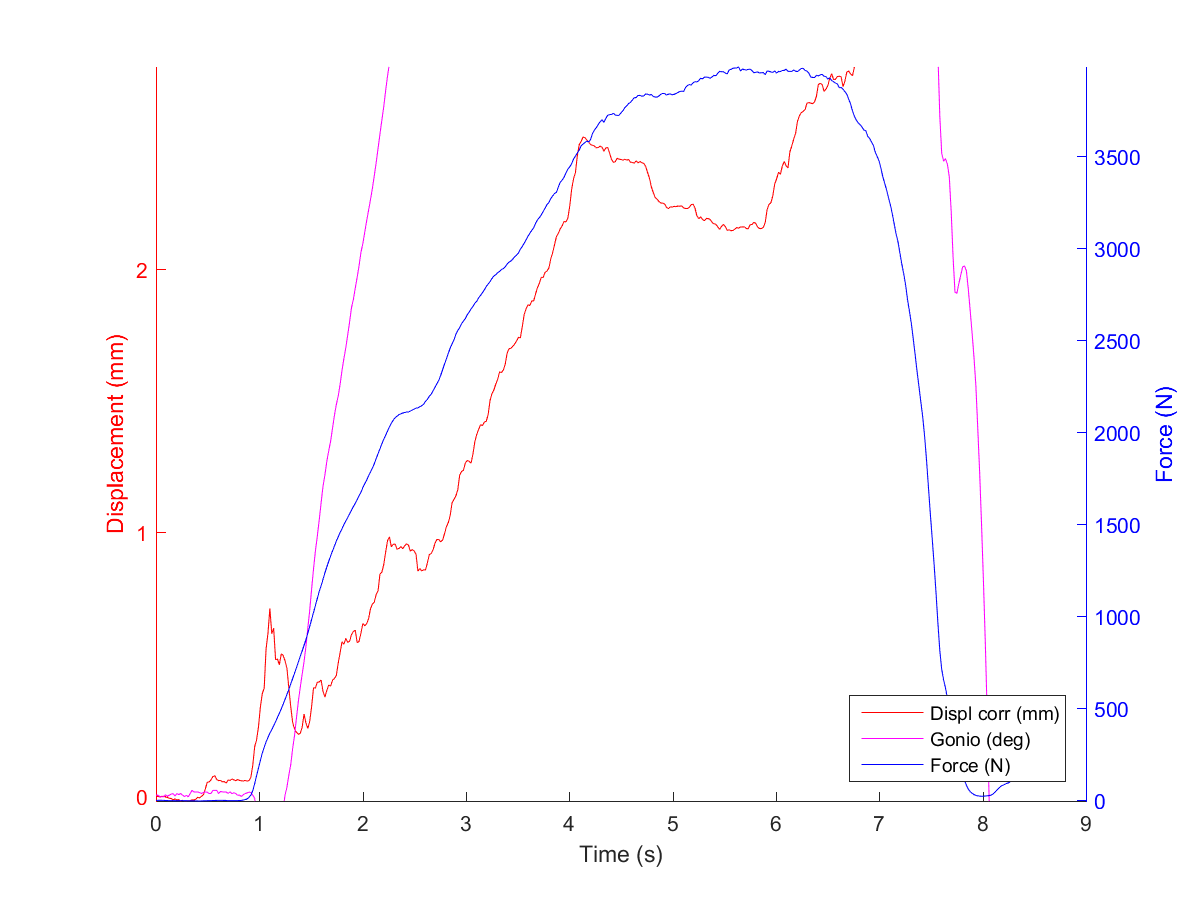 Displacement (mm)
2
1
0
Force (N)
3500
3000
2500
2000
1500
1000
500
0
Displ corr (mm)
Gonio (deg)
Force (N)
0 1 2 3 4 5 6 7 8 9
Time (s)